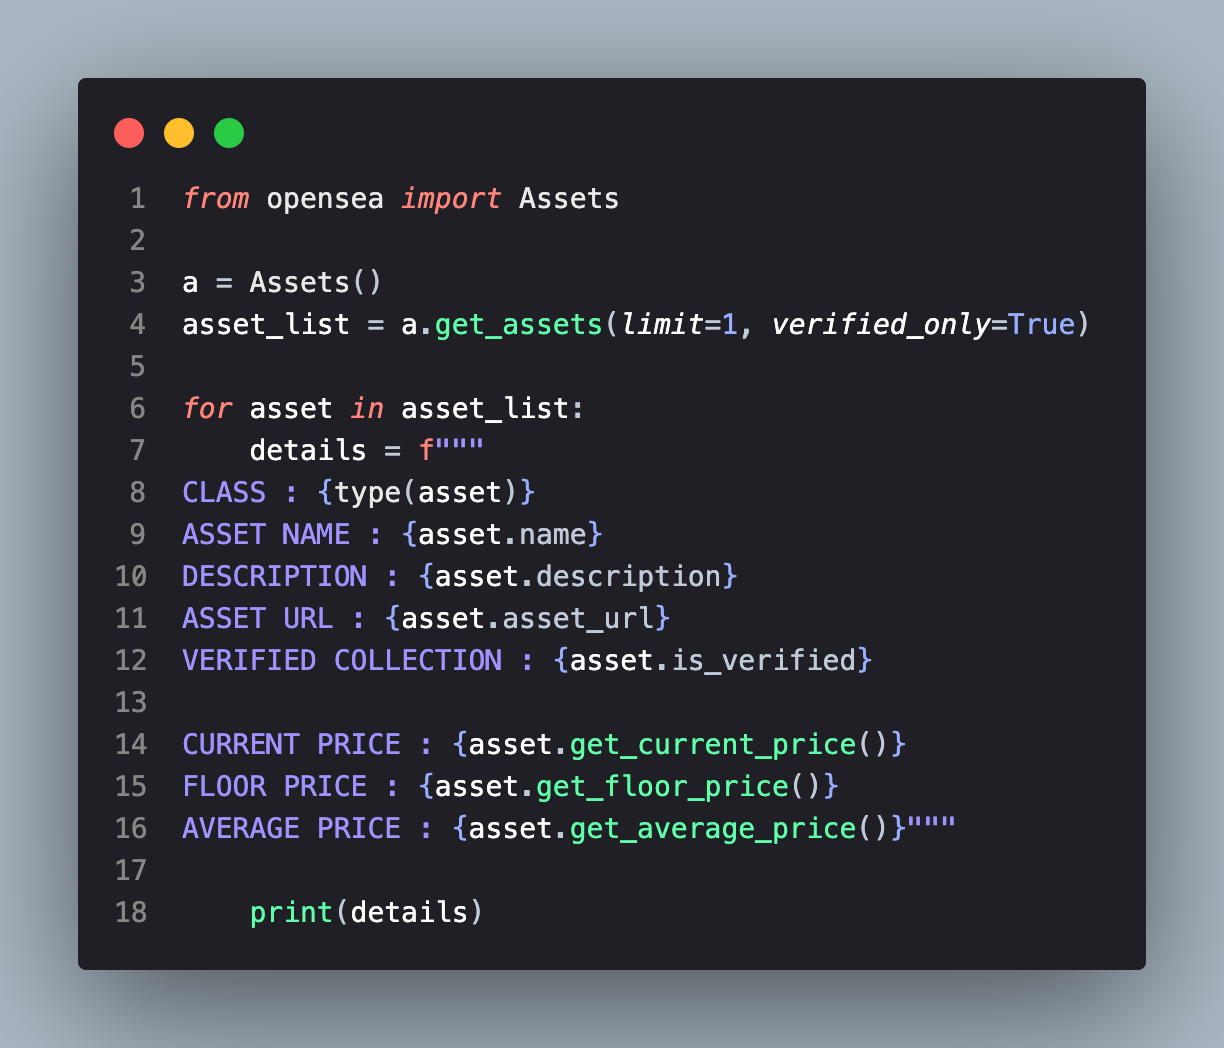 1 from opensea import Assets
2
3 a = Assets()
4 asset_list = a.get_assets(limit=1, verified_only=True)
5
6 for asset in asset_list:
7     details = f"""
8 CLASS : {type(asset)}
9 ASSET NAME : {asset.name}
10 DESCRIPTION : {asset.description}
11 ASSET URL : {asset.asset_url}
12 VERIFIED COLLECTION : {asset.is_verified}
13
14 CURRENT PRICE : {asset.get_current_price()}
15 FLOOR PRICE : {asset.get_floor_price()}
16 AVERAGE PRICE : {asset.get_average_price()}"""
17
18     print(details)